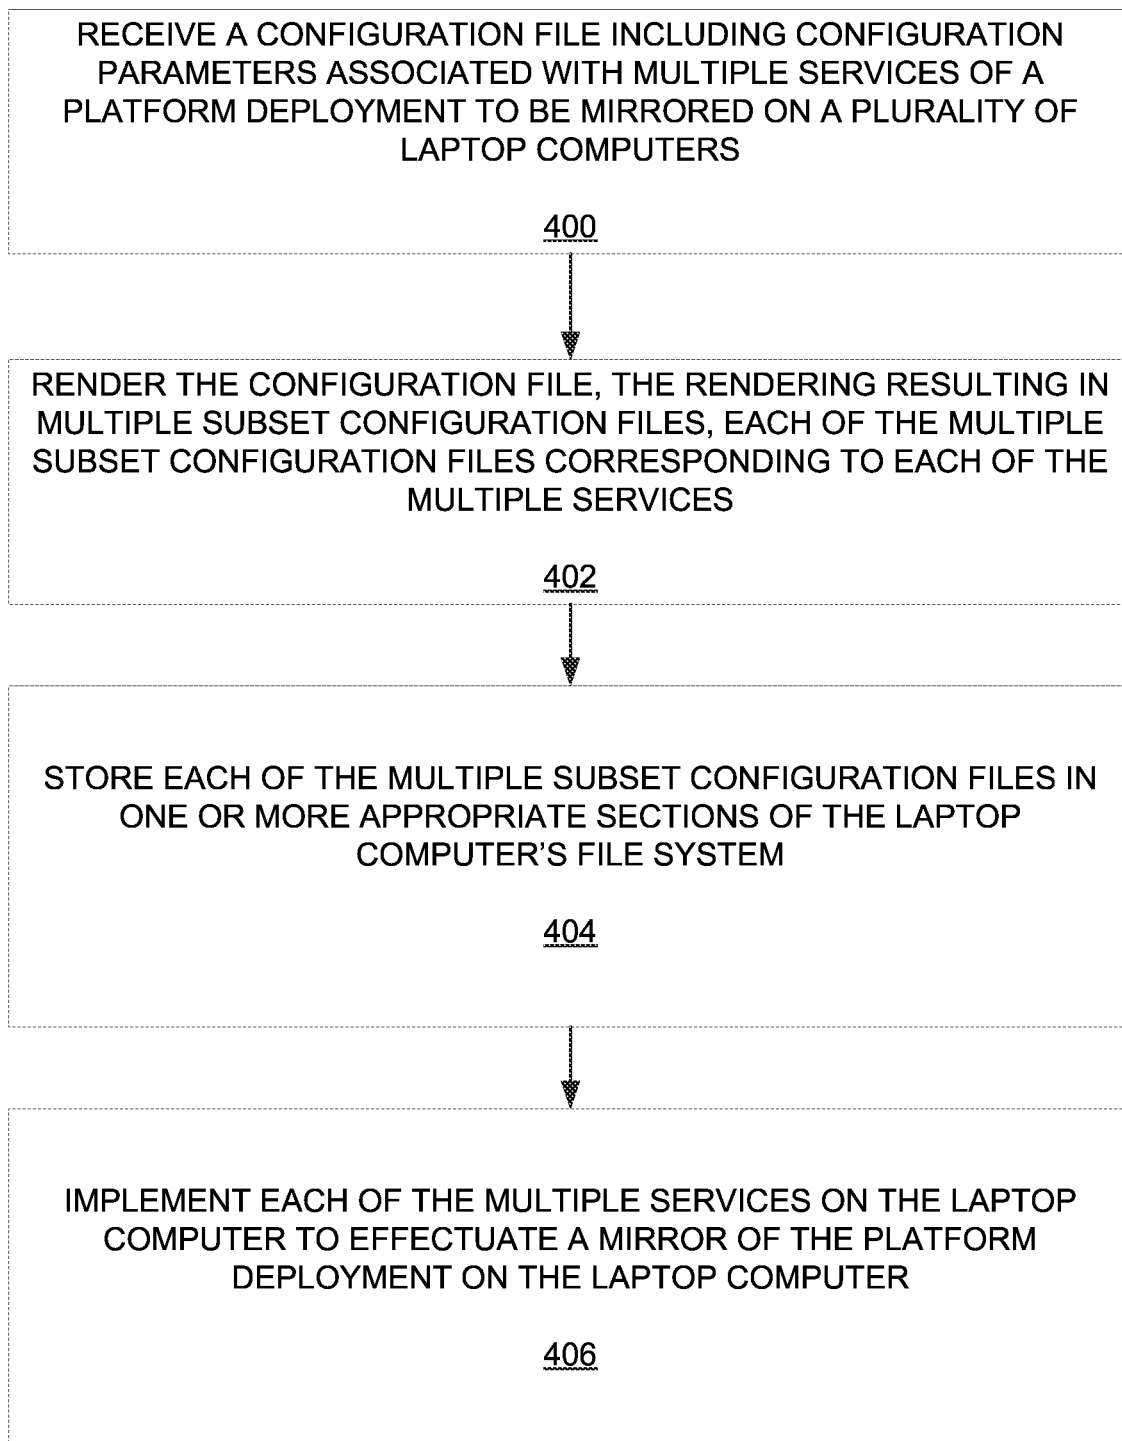 RECEIVE A CONFIGURATION FILE INCLUDING CONFIGURATION
PARAMETERS ASSOCIATED WITH MULTIPLE SERVICES OF A
PLATFORM DEPLOYMENT TO BE MIRRORED ON A PLURALITY OF
LAPTOP COMPUTERS
400
RENDER THE CONFIGURATION FILE, THE RENDERING RESULTING IN
MULTIPLE SUBSET CONFIGURATION FILES, EACH OF THE MULTIPLE
SUBSET CONFIGURATION FILES CORRESPONDING TO EACH OF THE
MULTIPLE SERVICES
402
STORE EACH OF THE MULTIPLE SUBSET CONFIGURATION FILES IN
ONE OR MORE APPROPRIATE SECTIONS OF THE LAPTOP
COMPUTER’S FILE SYSTEM
404
IMPLEMENT EACH OF THE MULTIPLE SERVICES ON THE LAPTOP
COMPUTER TO EFFECTUATE A MIRROR OF THE PLATFORM
DEPLOYMENT ON THE LAPTOP COMPUTER
406